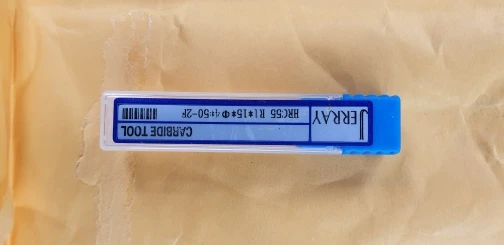 JERRAY
HRC55 R1*15*Φ4*50-2F
CARBIDE TOOL